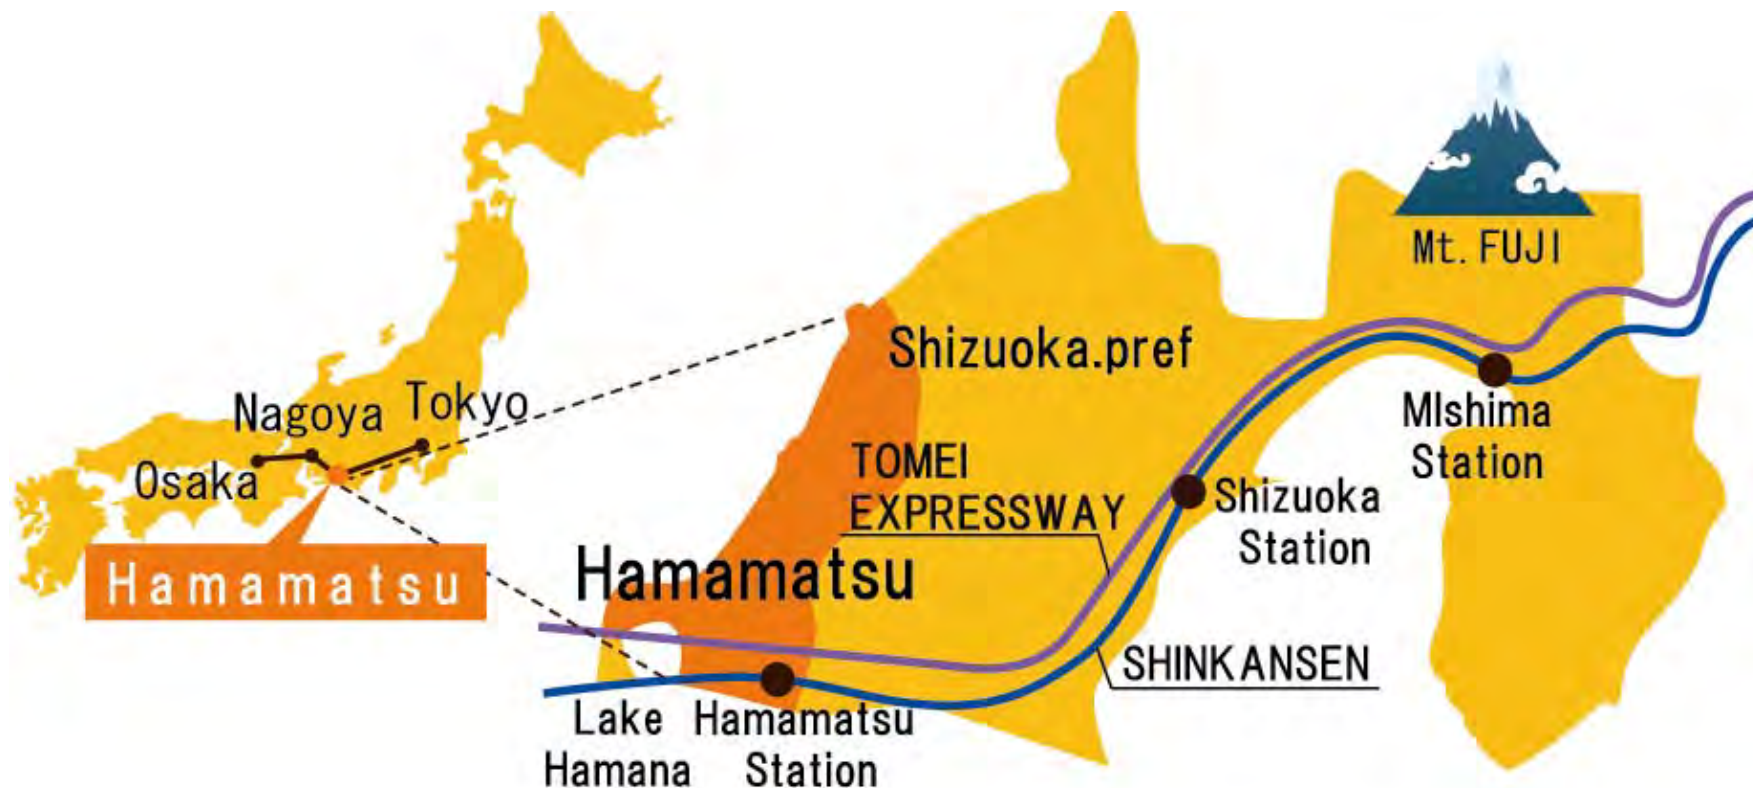 Nagoya
Tokyo
Osaka
Hamamatsu
Shizuoka.pref
Mt. FUJI
MIshima
Station
TOMEI
EXPRESSWAY
Shizuoka
Station
Hamamatsu
SHINKANSEN
Lake
Hamana
Hamamatsu
Station